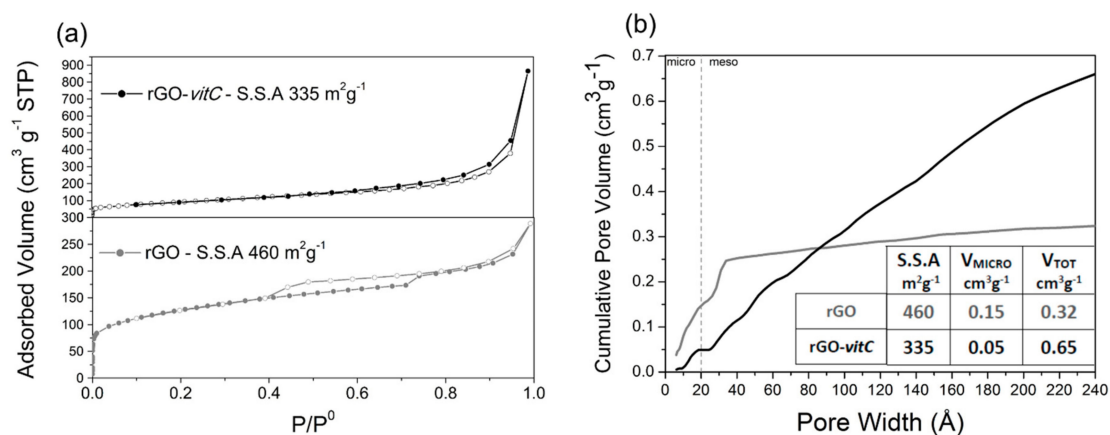 (a)
Adsorbed Volume (cm³ g⁻¹ STP)
900
800
700
600
500
400
300
200
100
0
rGO-vitC - S.S.A 335 m²g⁻¹
300
250
200
150
100
50
0
rGO - S.S.A 460 m²g⁻¹
0.0 0.2 0.4 0.6 0.8 1.0
P/P⁰
(b)
Cumulative Pore Volume (cm³g⁻¹)
0.7
0.6
0.5
0.4
0.3
0.2
0.1
0.0
micro meso
S.S.A V_MICRO V_TOT
m²g⁻¹ cm³g⁻¹ cm³g⁻¹
rGO 460 0.15 0.32
rGO-vitC 335 0.05 0.65
0 20 40 60 80 100 120 140 160 180 200 220 240
Pore Width (Å)